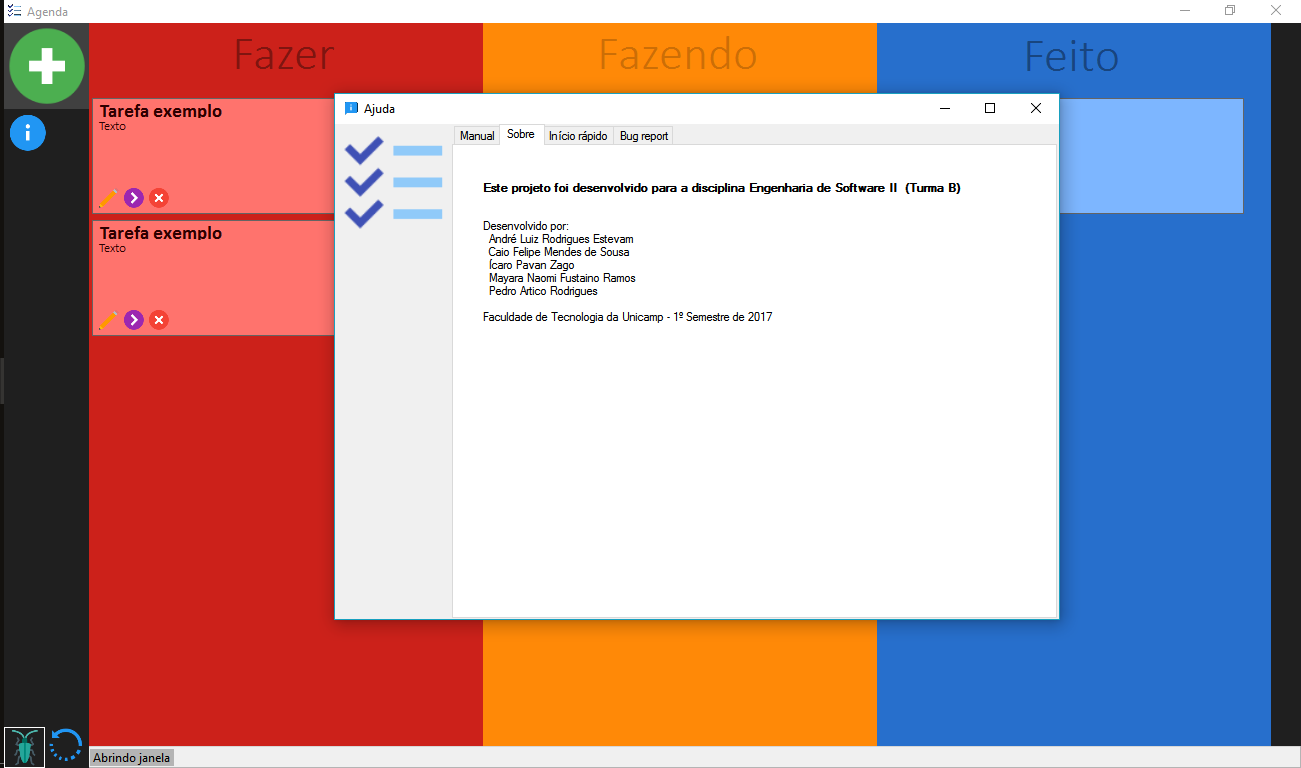 Agenda
Fazer
Fazendo
Feito
Tarefa exemplo
Texto
Tarefa exemplo
Texto
Ajuda
Manual
Sobre
Início rápido
Bug report
Este projeto foi desenvolvido para a disciplina Engenharia de Software II (Turma B)
Desenvolvido por:
André Luiz Rodrigues Estevam
Caio Felipe Mendes de Sousa
Ícaro Pavan Zago
Mayara Naomi Fustaino Ramos
Pedro Artico Rodrigues
Faculdade de Tecnologia da Unicamp - 1º Semestre de 2017
Abrindo janela